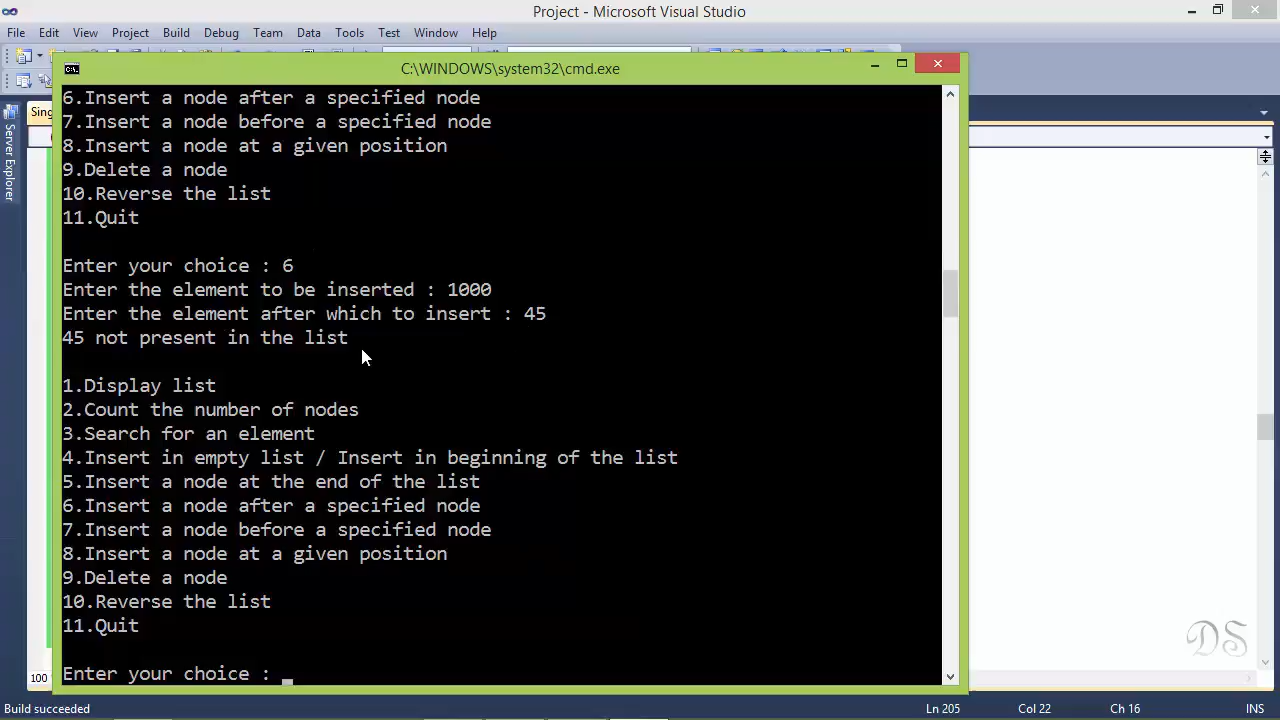 Project - Microsoft Visual Studio
File Edit View Project Build Debug Team Data Tools Test Window Help
C:\WINDOWS\system32\cmd.exe
C:\.
Sing
Server Explorer
6.Insert a node after a specified node
7.Insert a node before a specified node
8.Insert a node at a given position
9.Delete a node
10.Reverse the list
11.Quit
Enter your choice : 6
Enter the element to be inserted : 1000
Enter the element after which to insert : 45
45 not present in the list
1.Display list
2.Count the number of nodes
3.Search for an element
4.Insert in empty list / Insert in beginning of the list
5.Insert a node at the end of the list
6.Insert a node after a specified node
7.Insert a node before a specified node
8.Insert a node at a given position
9.Delete a node
10.Reverse the list
11.Quit
Enter your choice :
DS
100
Build succeeded Ln 205 Col 22 Ch 16 INS